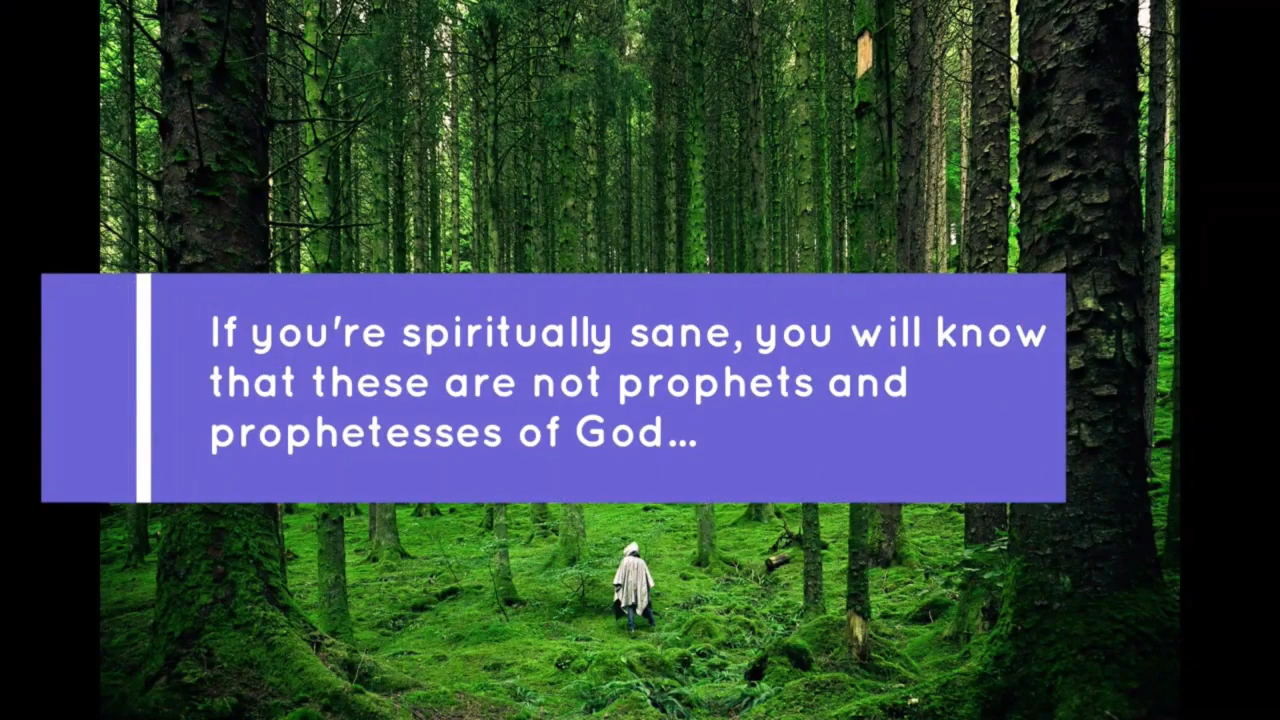 If you're spiritually sane, you will know
that these are not prophets and
prophetesses of God...